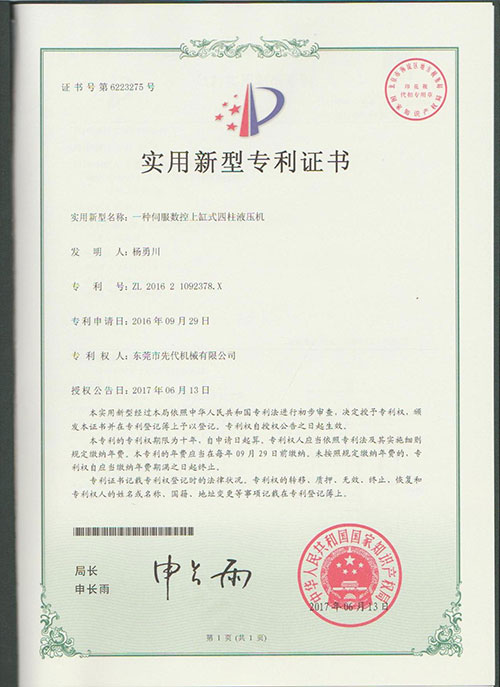 证书号第6223275号
实用新型专利证书
实用新型名称：一种伺服数控上缸式四柱液压机
发明人：杨勇川
专利号：ZL 2016 2 1092378.X
专利申请日：2016年09月29日
专利权人：东莞市先代机械有限公司
授权公告日：2017年06月13日
本实用新型经过本局依照中华人民共和国专利法进行初步审查，决定授予专利权，颁
发本证书并在专利登记簿上予以登记。专利权自授权公告之日起生效。
本专利的专利权期限为十年，自申请日起算。专利权人应当依照专利法及其实施细则
规定缴纳年费。本专利的年费应当在每年09月29日前缴纳。未按照规定缴纳年费的，专
利权自应当缴纳年费期满之日起终止。
专利证书记载专利权登记时的法律状况。专利权的转移、质押、无效、终止、恢复和
专利权人的姓名或名称、国籍、地址变更等事项记载在专利登记簿上。
局长
申长雨
申长雨
中华人民共和国国家知识产权局
2017年06月13日
第1页（共1页）